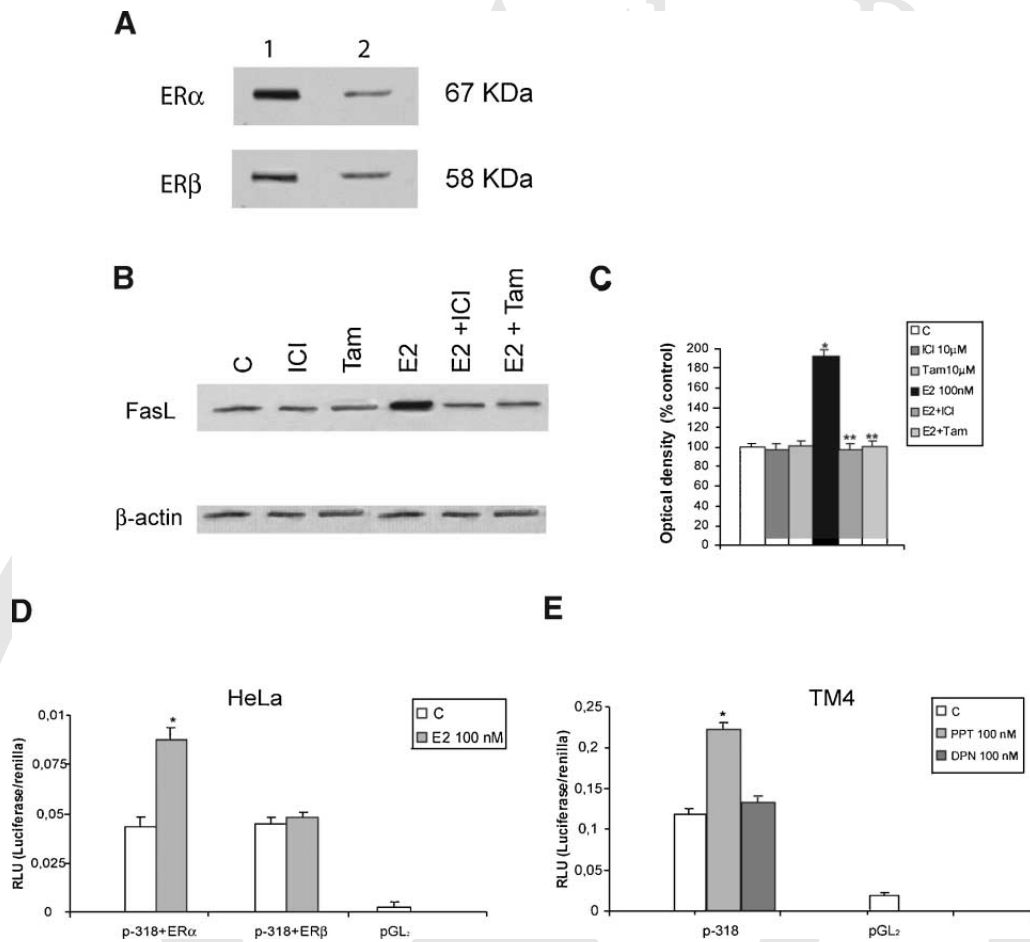 A
1 2
ERα 67 KDa
ERβ 58 KDa
B
C ICI Tam E2 E2 +ICI E2 + Tam
FasL
β-actin
C
C
ICI 10µM
Tam10µM
E2 100nM
E2+ICI
E2+Tam
Optical density (% control)
200
180
160
140
120
100
80
60
40
20
0
*
** **
D
HeLa
C
E2 100 nM
RLU (Luciferase/renilla)
0,01
0,075
0,05
0,025
0
*
p-318+ERα p-318+ERβ pGL₂
E
TM4
C
PPT 100 nM
DPN 100 nM
RLU (Luciferase/renilla)
0,25
0,2
0,15
0,1
0,05
0
*
p-318 pGL₂